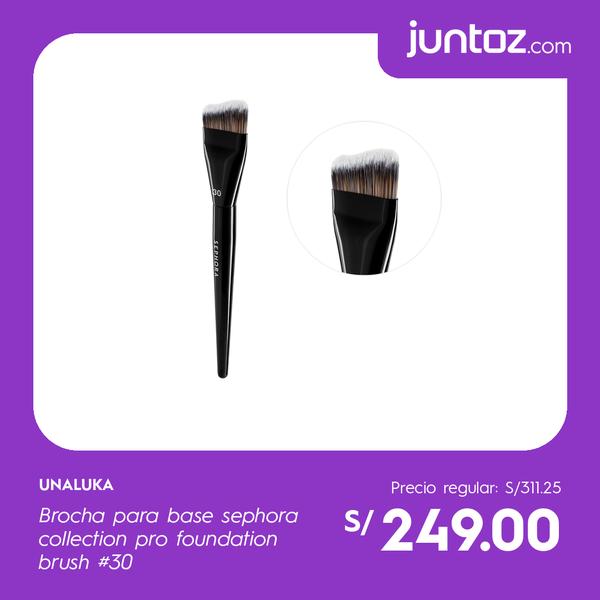 juntoz.com
30
SEPHORA
UNALUKA
Brocha para base sephora
collection pro foundation
brush #30
Precio regular: S/311.25
S/ 249.00